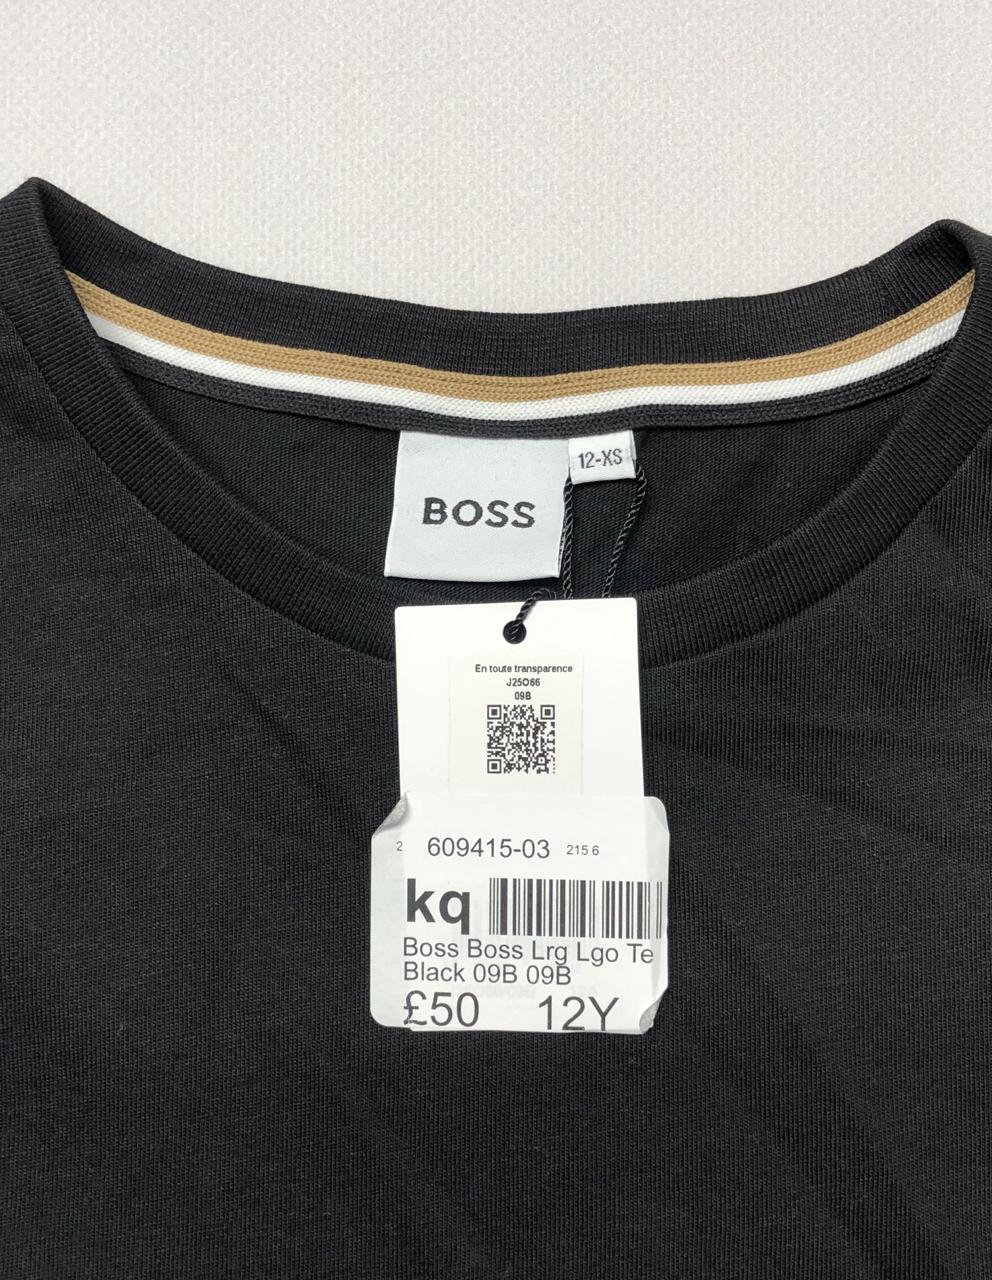 BOSS
12-XS
En toute transparence
J25O66
09B
2 609415-03 215 6
kq
Boss Boss Lrg Lgo Te
Black 09B 09B
£50 12Y